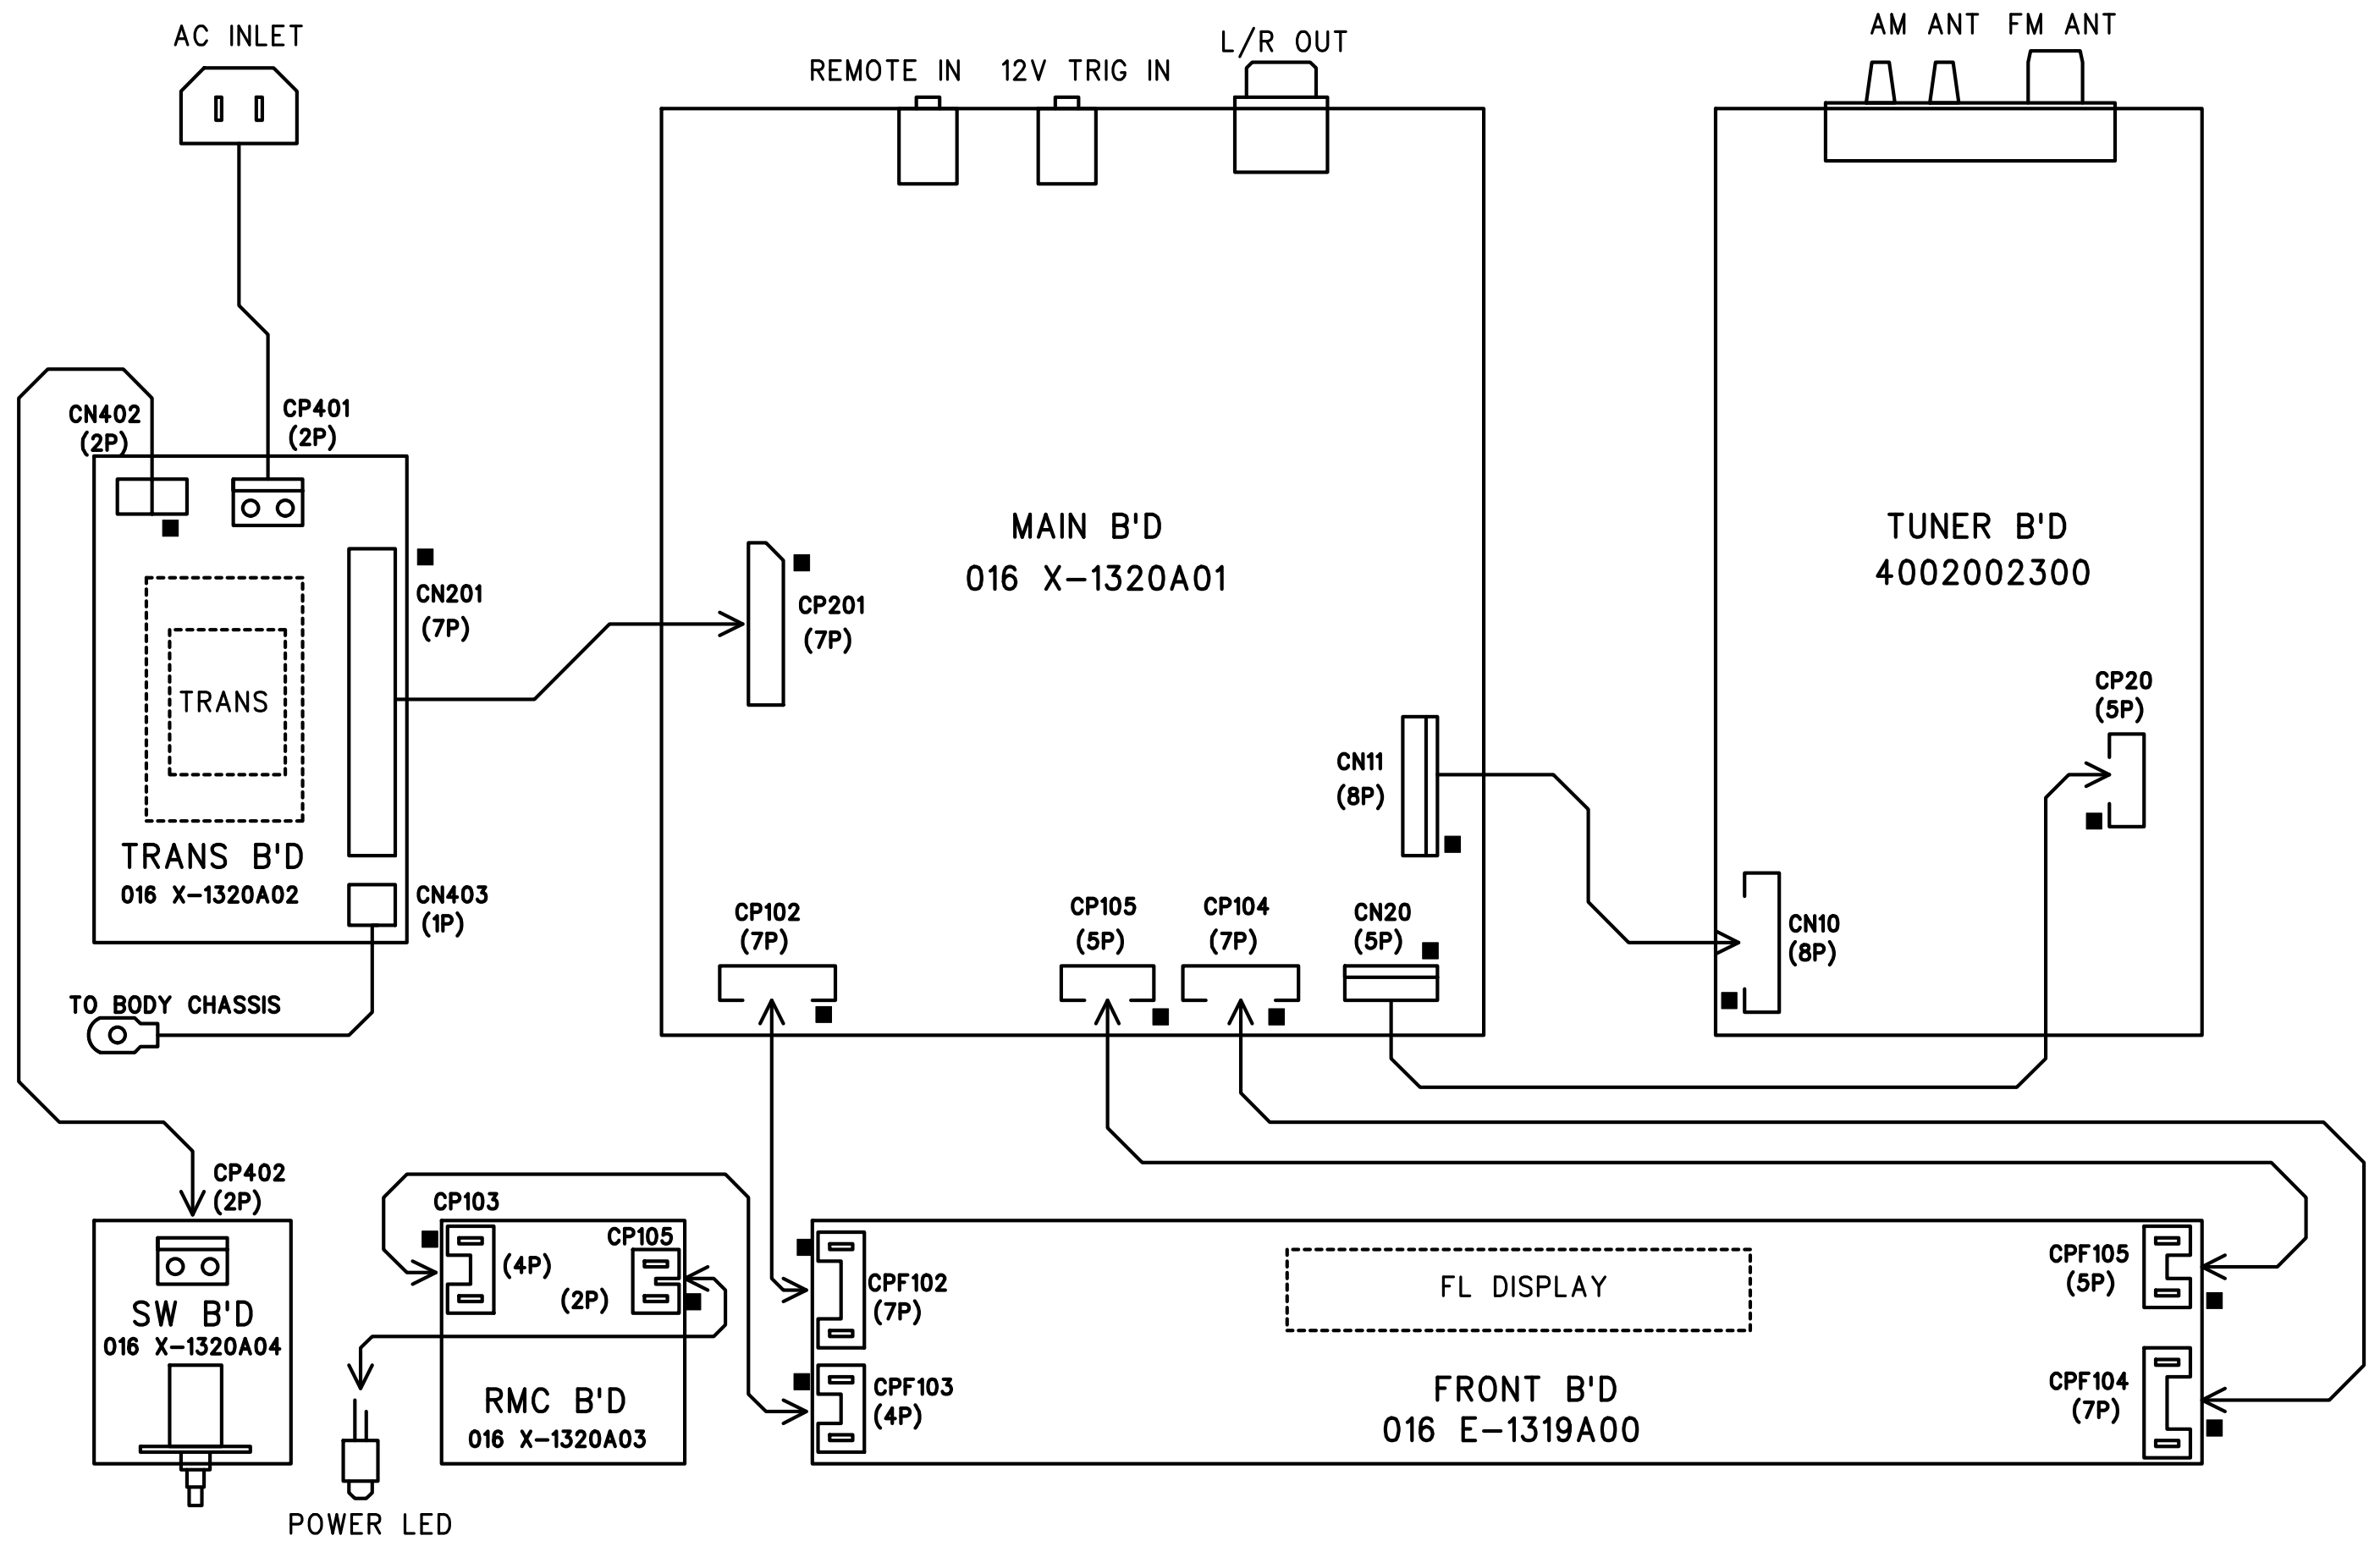 AC INLET
REMOTE IN
12V TRIG IN
L/R OUT
AM ANT
FM ANT
CN402
(2P)
CP401
(2P)
CN201
(7P)
TRANS
TRANS B'D
016 X-1320A02
CN403
(1P)
TO BODY CHASSIS
MAIN B'D
016 X-1320A01
CP201
(7P)
CN11
(8P)
CP102
(7P)
CP105
(5P)
CP104
(7P)
CN20
(5P)
TUNER B'D
4002002300
CP20
(5P)
CN10
(8P)
CP402
(2P)
SW B'D
016 X-1320A04
CP103
(4P)
CP105
(2P)
RMC B'D
016 X-1320A03
POWER LED
CPF102
(7P)
CPF103
(4P)
FL DISPLAY
FRONT B'D
016 E-1319A00
CPF105
(5P)
CPF104
(7P)